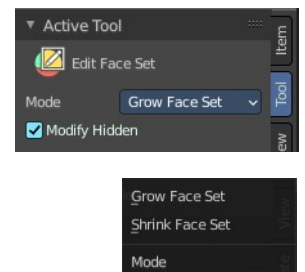 Active Tool
Item
Edit Face Set
Tool
Mode Grow Face Set
Modify Hidden
Grow Face Set
View
Shrink Face Set
Mode